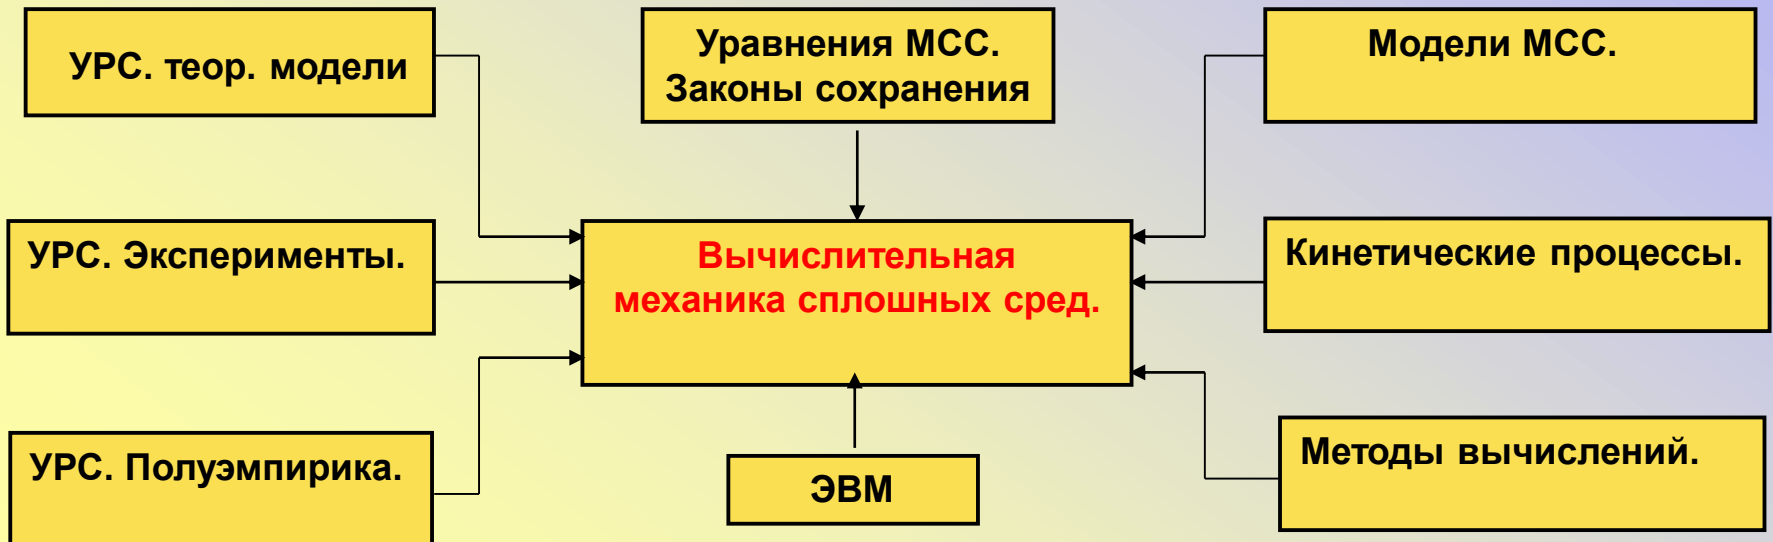 УРС. теор. модели
Уравнения МСС.
Законы сохранения
Модели МСС.
УРС. Эксперименты.
Вычислительная
механика сплошных сред.
Кинетические процессы.
УРС. Полуэмпирика.
ЭВМ
Методы вычислений.